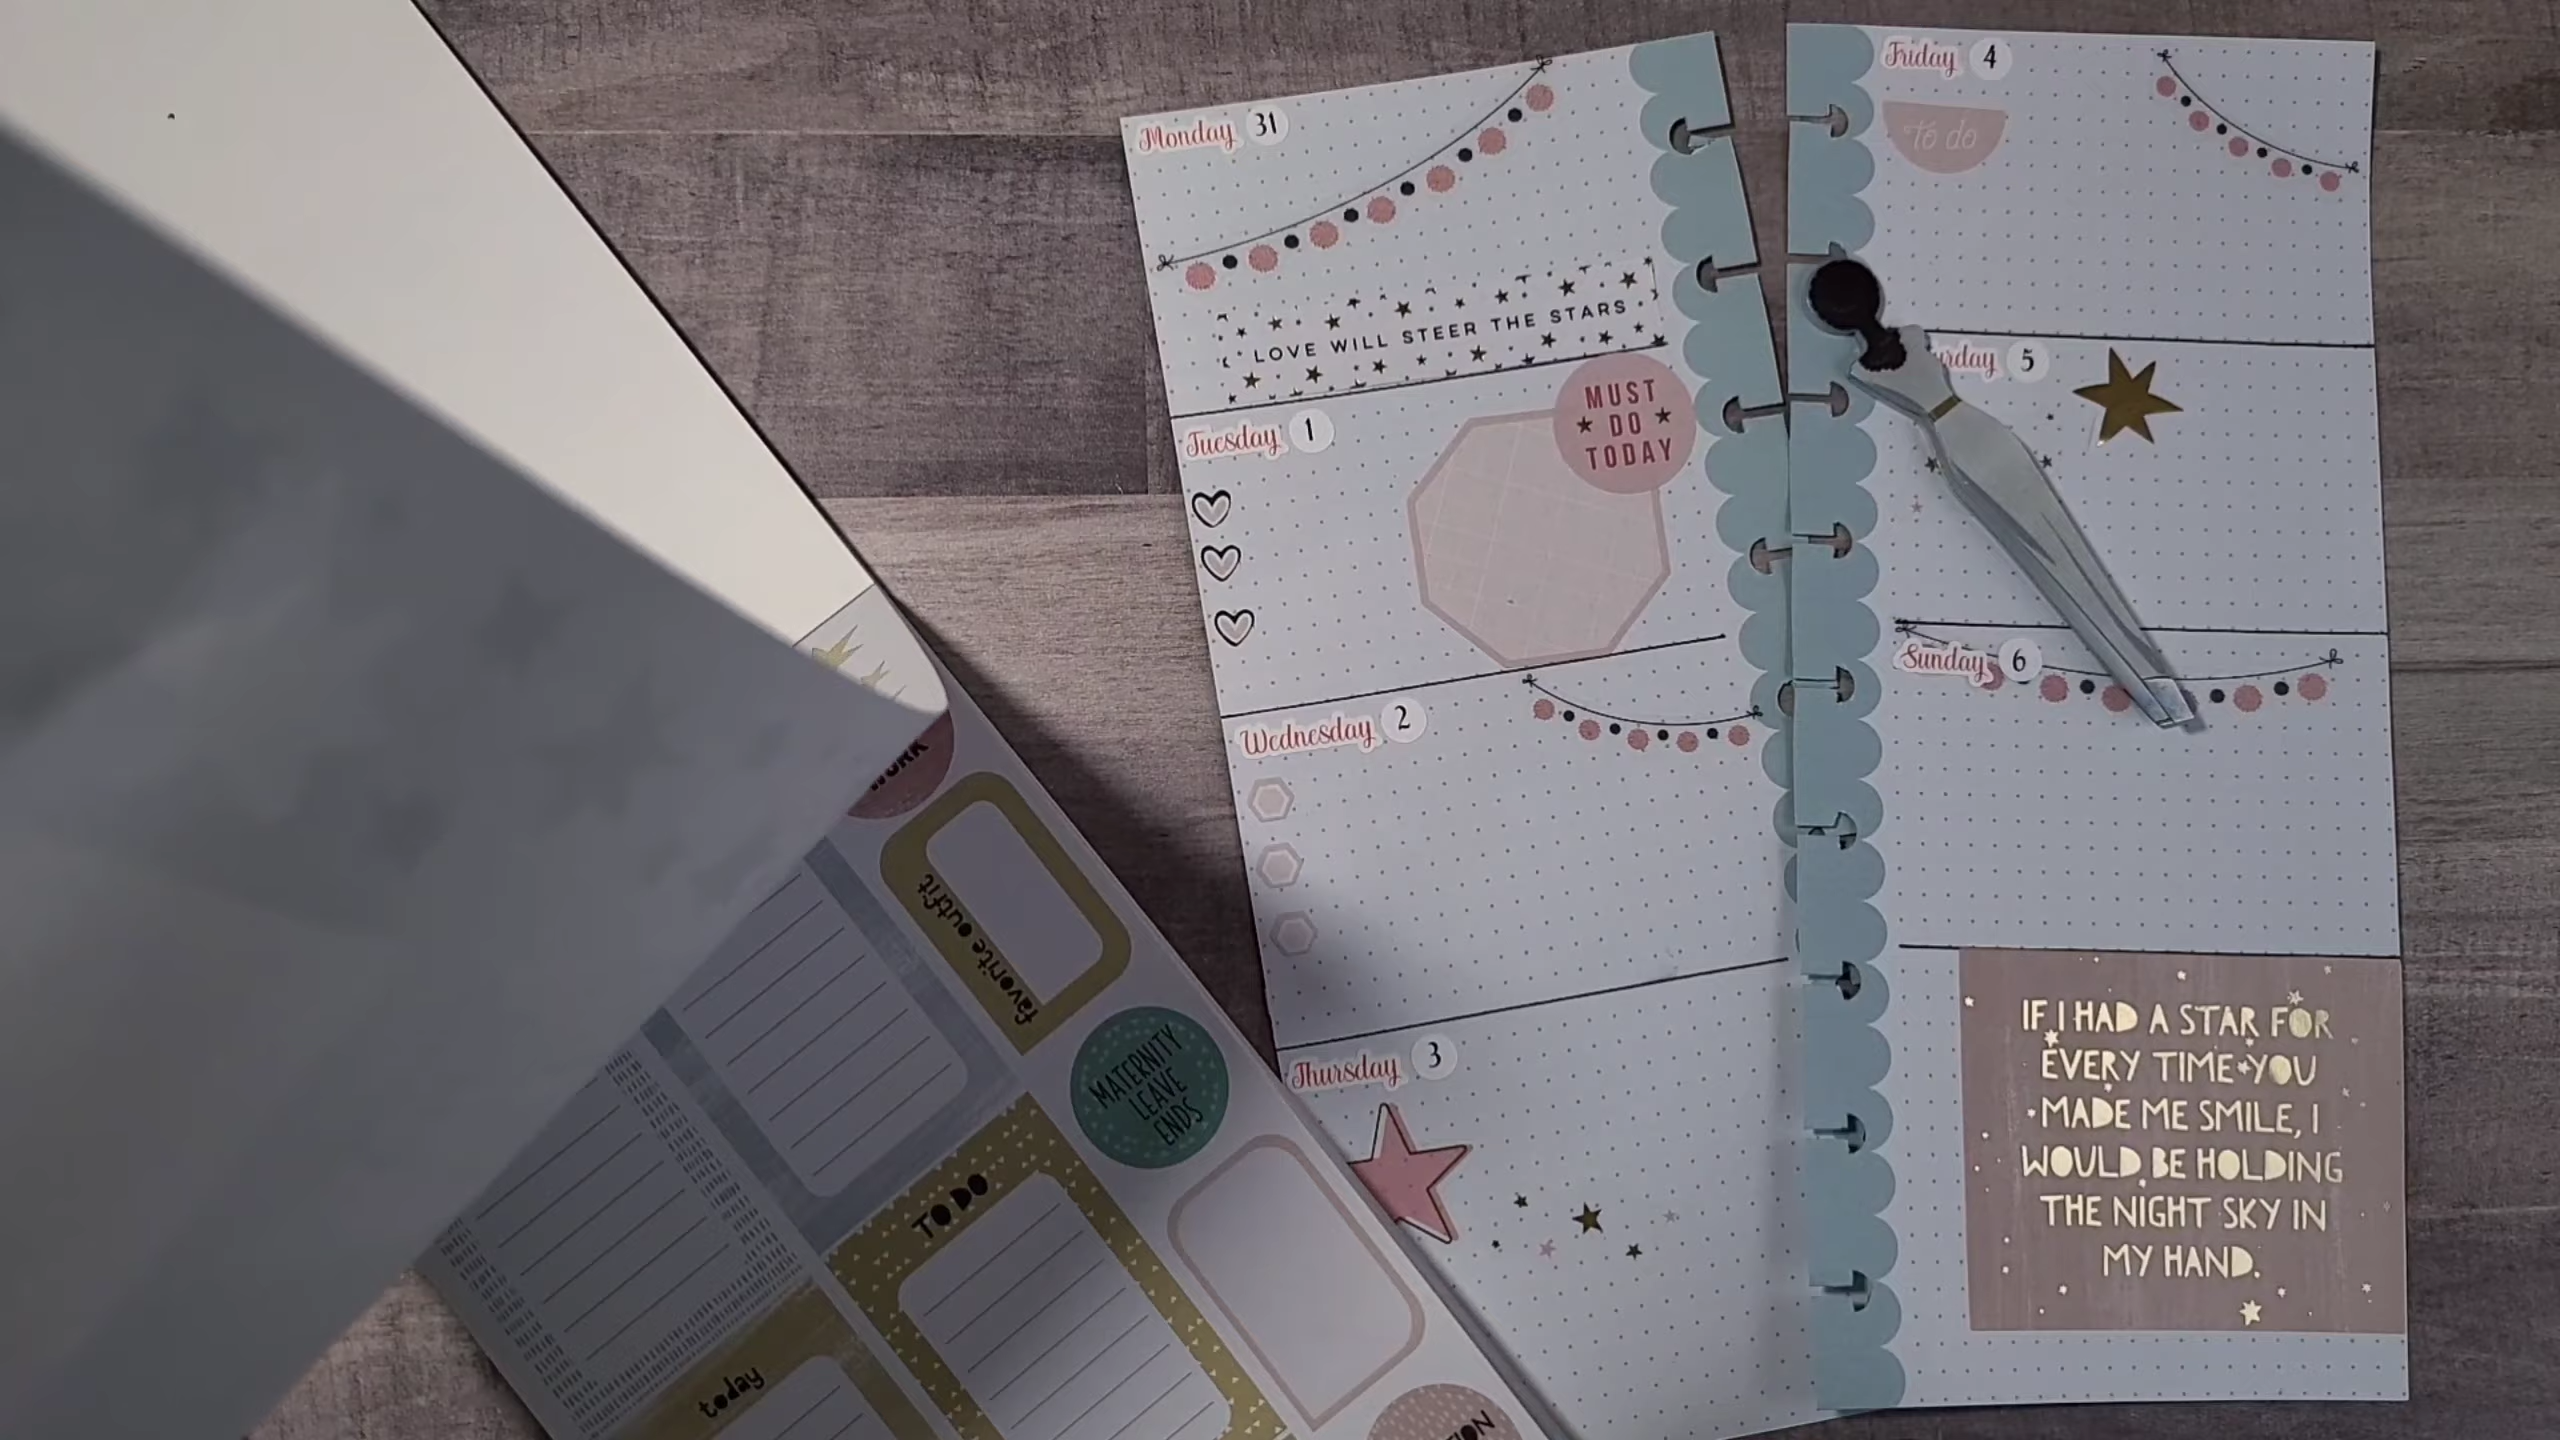 Monday 31
LOVE WILL STEER THE STARS
Tuesday 1
MUST
DO
TODAY
Wednesday 2
Thursday 3
Friday 4
to do
5
Sunday 6
IF I HAD A STAR FOR
EVERY TIME YOU
MADE ME SMILE, I
WOULD BE HOLDING
THE NIGHT SKY IN
MY HAND.
WORK
favorite outfit
MATERNITY
LEAVE
ENDS
TO DO
today